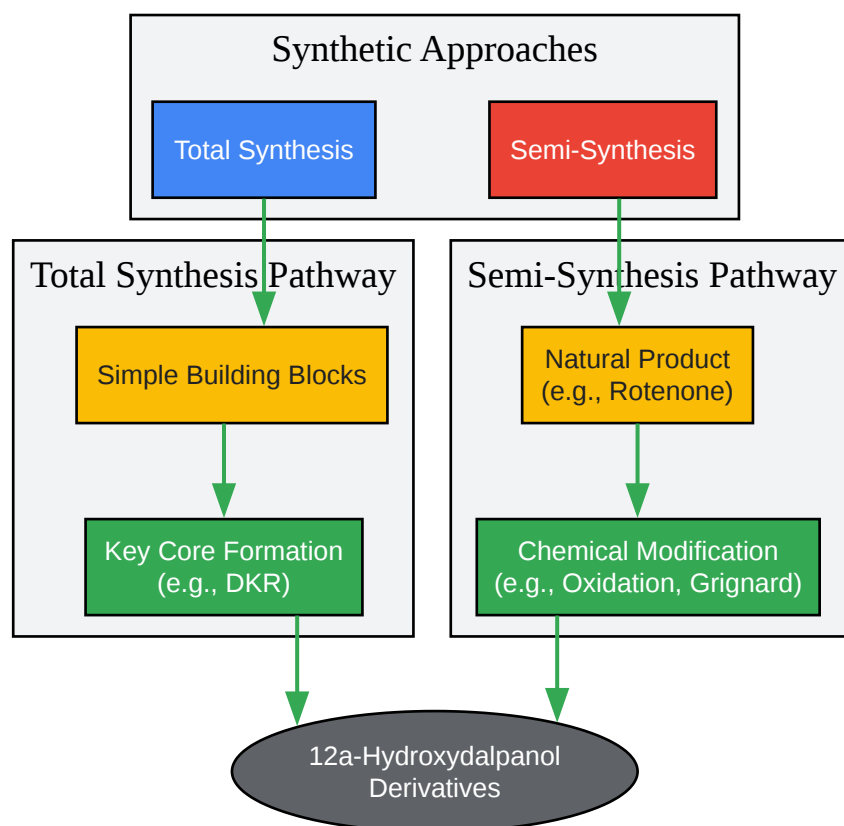 Synthetic Approaches
Total Synthesis
Semi-Synthesis
Total Synthesis Pathway
Semi-Synthesis Pathway
Simple Building Blocks
Natural Product
(e.g., Rotenone)
Key Core Formation
(e.g., DKR)
Chemical Modification
(e.g., Oxidation, Grignard)
12a-Hydroxydalpanol
Derivatives